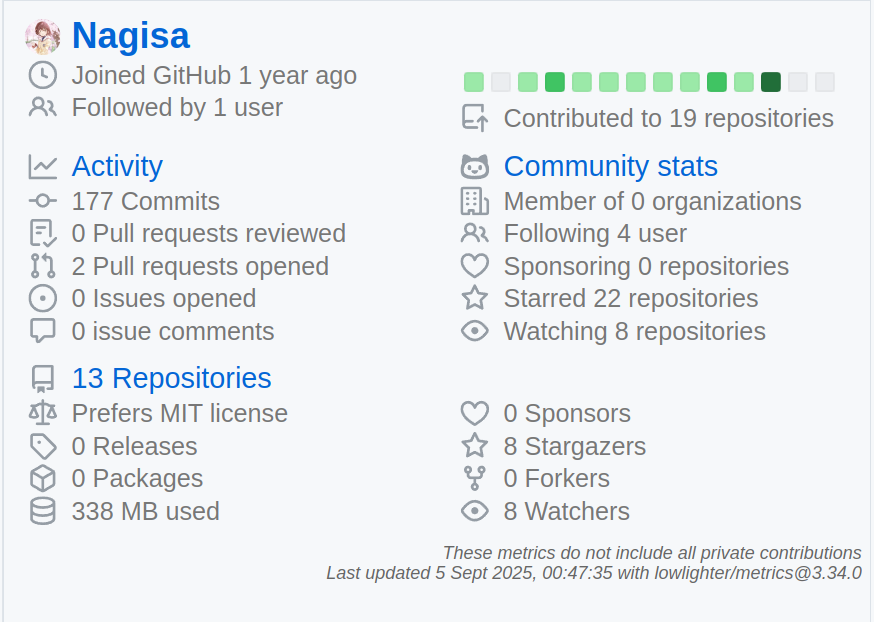 Nagisa
Joined GitHub 1 year ago
Followed by 1 user
Contributed to 19 repositories
Activity
177 Commits
0 Pull requests reviewed
2 Pull requests opened
0 Issues opened
0 issue comments
Community stats
Member of 0 organizations
Following 4 user
Sponsoring 0 repositories
Starred 22 repositories
Watching 8 repositories
13 Repositories
Prefers MIT license
0 Releases
0 Packages
338 MB used
0 Sponsors
8 Stargazers
0 Forkers
8 Watchers
These metrics do not include all private contributions
Last updated 5 Sept 2025, 00:47:35 with lowlighter/metrics@3.34.0